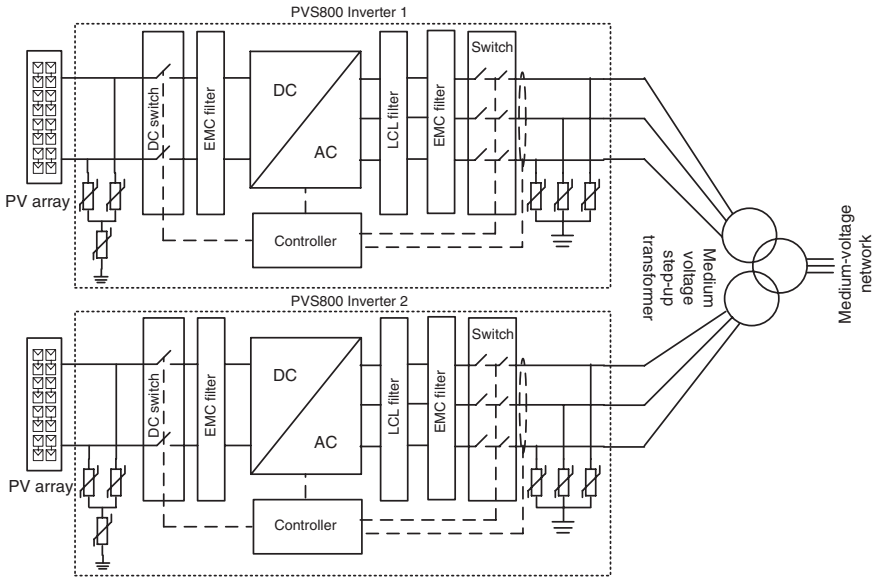 PVS800 Inverter 1
Switch
DC
AC
DC switch
EMC filter
LCL filter
EMC filter
PV array
Controller
Medium
voltage
step-up
transformer
Medium-voltage
network
PVS800 Inverter 2
Switch
DC
AC
DC switch
EMC filter
LCL filter
EMC filter
PV array
Controller